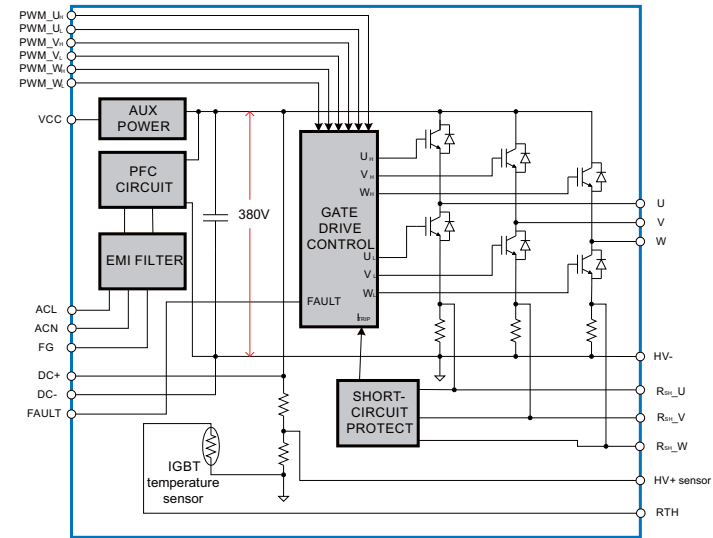 PWM_UH
PWM_UL
PWM_VH
PWM_VL
PWM_WH
PWM_WL
VCC
AUX
POWER
PFC
CIRCUIT
EMI FILTER
380V
UH
VH
WH
GATE
DRIVE
CONTROL
UL
VL
WL
FAULT
ITRIP
U
V
W
ACL
ACN
FG
DC+
DC-
FAULT
SHORT-
CIRCUIT
PROTECT
HV-
RSH_U
RSH_V
RSH_W
HV+ sensor
RTH
IGBT
temperature
sensor